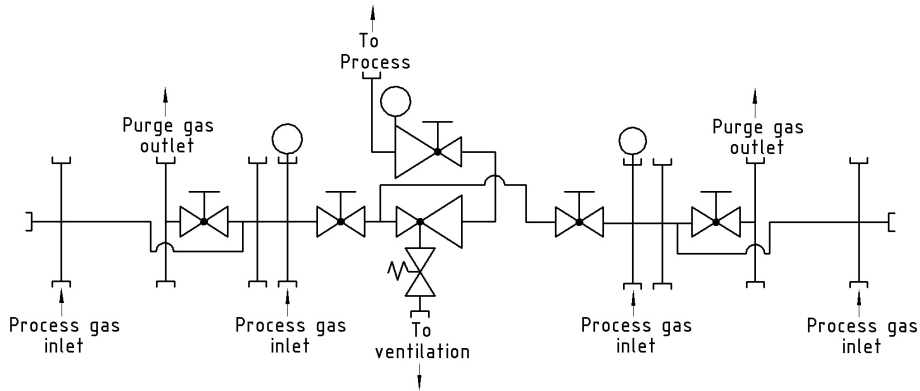 To
Process
Purge gas
outlet
Purge gas
outlet
Process gas
inlet
Process gas
inlet
To
ventilation
Process gas
inlet
Process gas
inlet